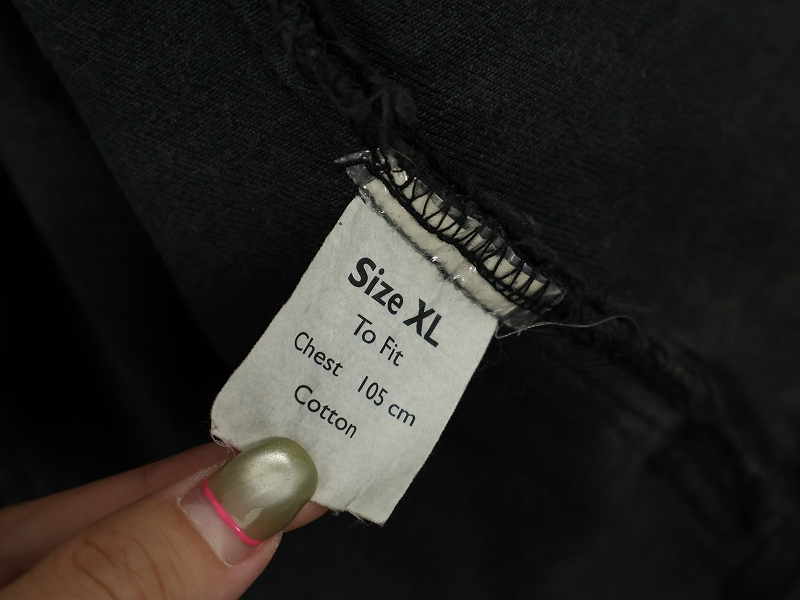 Size XL
To Fit
Chest 105 cm
Cotton